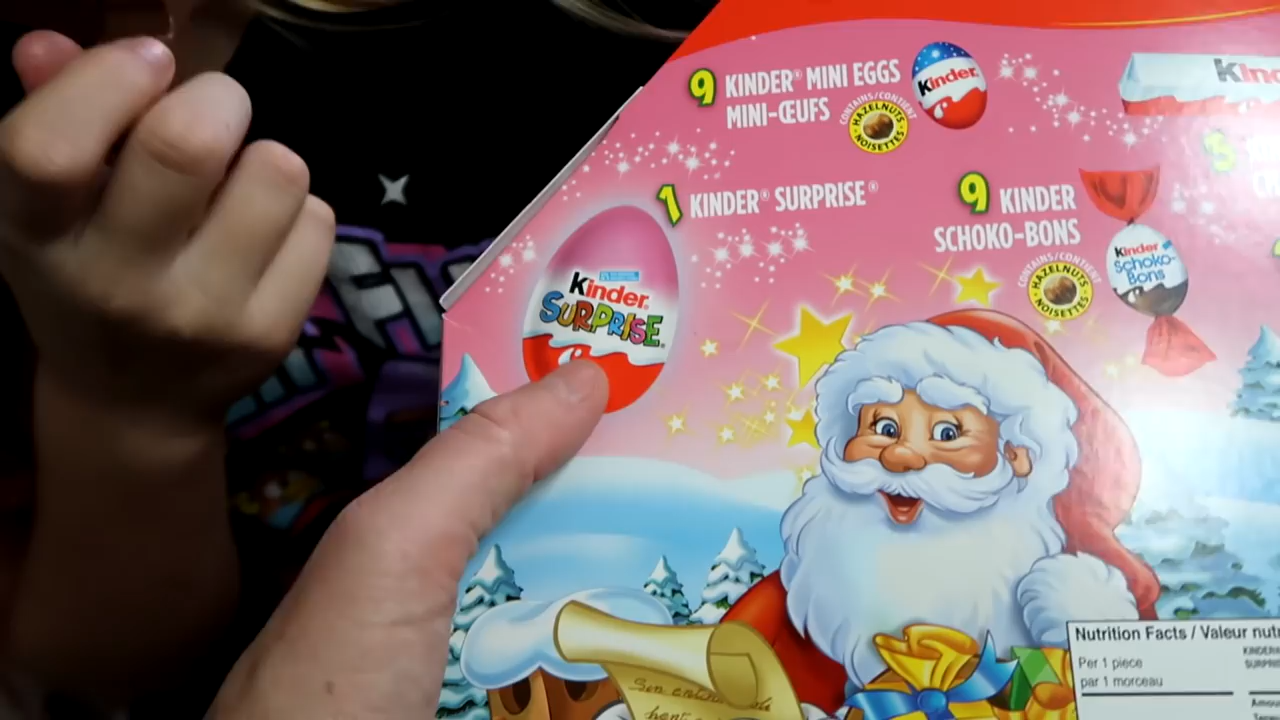 9 KINDER® MINI EGGS
MINI-ŒUFS
CONTAINS/CONTIENT
HAZELNUTS
NOISETTES
Kinder
1 KINDER® SURPRISE®
Kinder
SURPRISE
9 KINDER
SCHOKO-BONS
CONTAINS/CONTIENT
HAZELNUTS
NOISETTES
Kinder
Schoko-
Bons
5
Nutrition Facts / Valeur
Per 1 piece
par 1 morceau